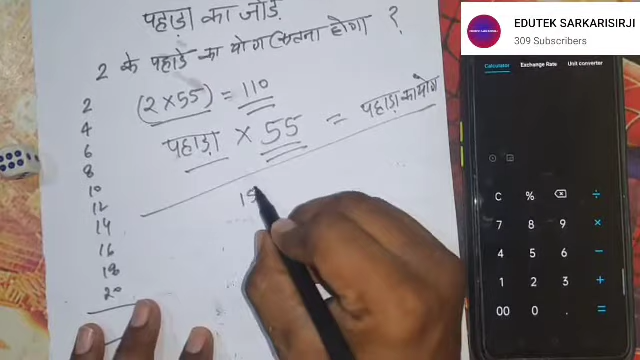 पहाड़ा का जोड़
2 के पहाड़े का योग कितना होगा ?
(2 × 55) = 110
पहाड़ा × 55 = पहाड़ा का योग
2
4
6
8
10
12
14
16
18
20
EDUTEK SARKARISIRJI
309 Subscribers
Calculator Exchange Rate Unit converter
C % ÷
7 8 9 ×
4 5 6 −
1 2 3 +
00 0 . =